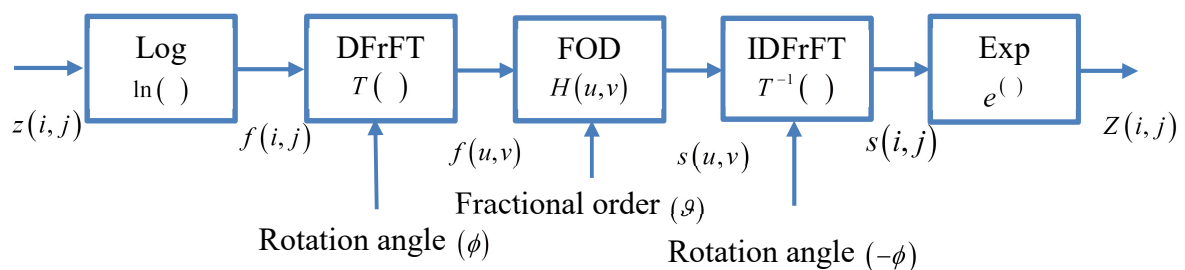 Log DFrFT FOD IDFrFT Exp
ln( ) T( ) H(u,v) T⁻¹( ) e^( )
z(i, j) f(i, j) f(u,v) s(u,v) s(i, j) Z(i, j)
Fractional order (ϑ)
Rotation angle (ϕ) Rotation angle (−ϕ)